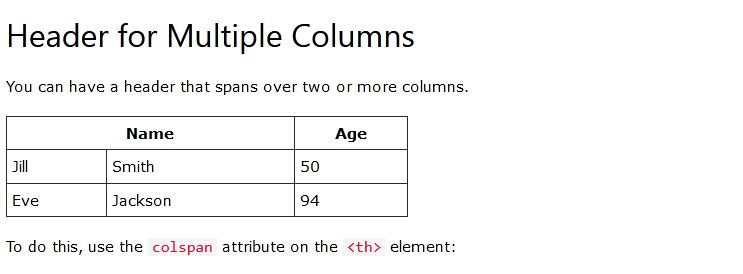 Header for Multiple Columns
You can have a header that spans over two or more columns.
Name Age
Jill Smith 50
Eve Jackson 94
To do this, use the colspan attribute on the <th> element: